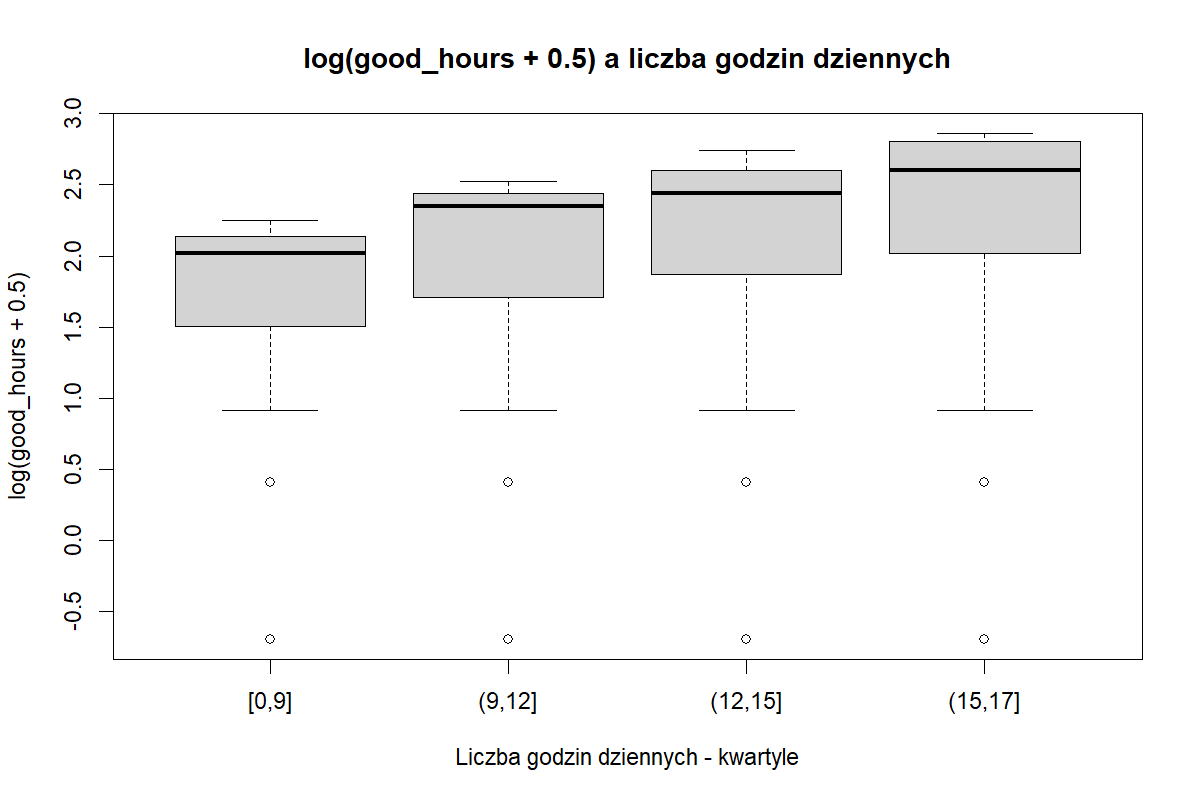 log(good_hours + 0.5) a liczba godzin dziennych
log(good_hours + 0.5)
3.0
2.5
2.0
1.5
1.0
0.5
0.0
-0.5
[0,9] (9,12] (12,15] (15,17]
Liczba godzin dziennych - kwartyle